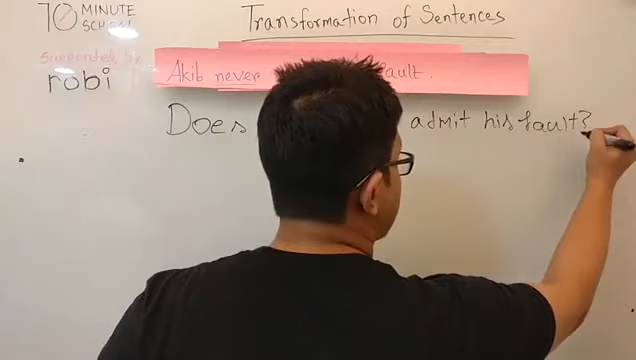 10 MINUTE
SCHOOL
Transformation of Sentences
supported by
robi
Akib never fault.
Does admit his fault?